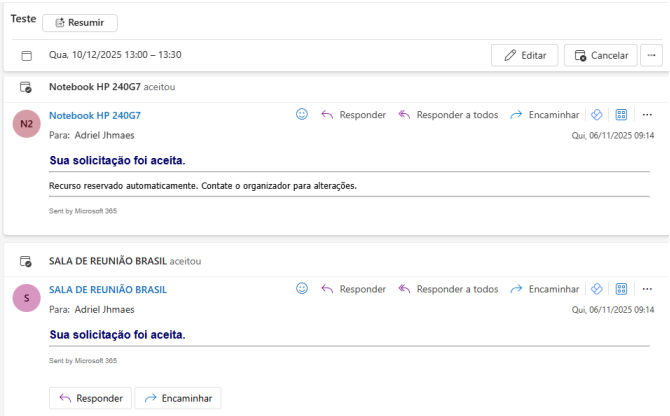 Teste Resumir
Qua, 10/12/2025 13:00 – 13:30 Editar Cancelar ...
Notebook HP 240G7 aceitou
N2
Notebook HP 240G7 Responder Responder a todos Encaminhar ...
Para: Adriel Jhmaes Qui, 06/11/2025 09:14
Sua solicitação foi aceita.
Recurso reservado automaticamente. Contate o organizador para alterações.
Sent by Microsoft 365
SALA DE REUNIÃO BRASIL aceitou
S
SALA DE REUNIÃO BRASIL Responder Responder a todos Encaminhar ...
Para: Adriel Jhmaes Qui, 06/11/2025 09:14
Sua solicitação foi aceita.
Sent by Microsoft 365
Responder Encaminhar